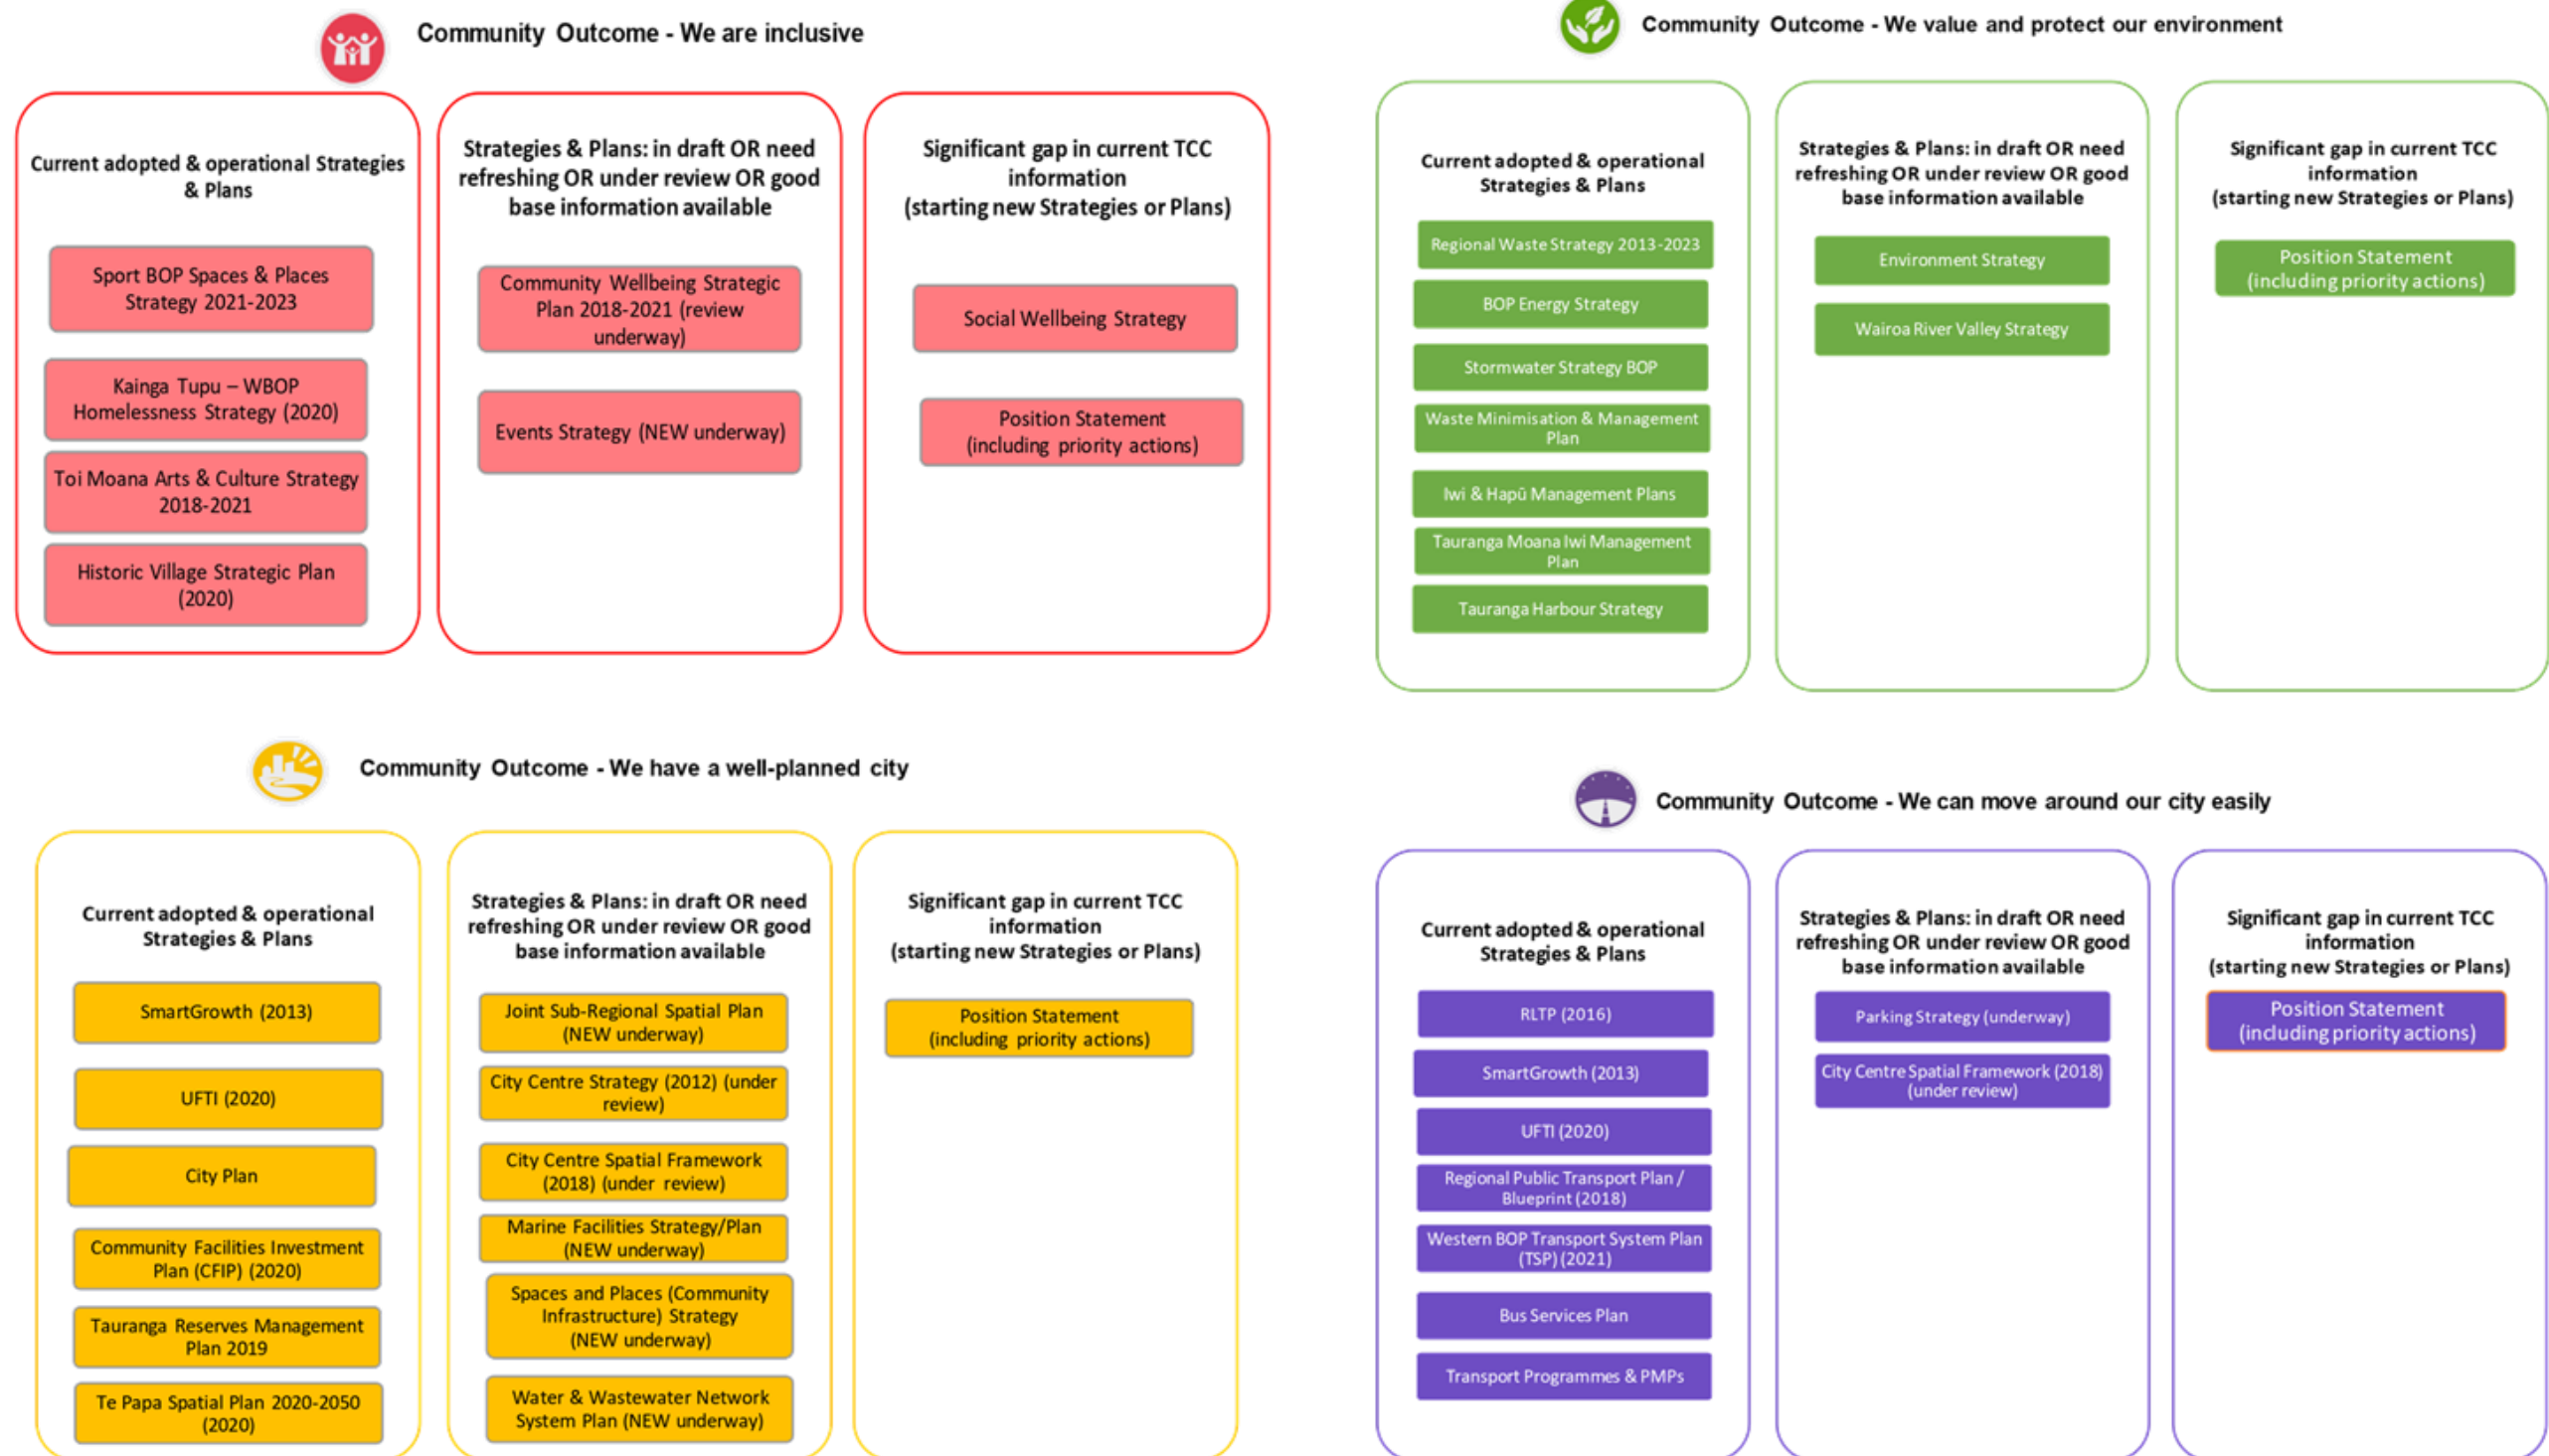 Community Outcome - We are inclusive
Current adopted & operational Strategies
& Plans
Sport BOP Spaces & Places
Strategy 2021-2023
Kainga Tupu – WBOP
Homelessness Strategy (2020)
Toi Moana Arts & Culture Strategy
2018-2021
Historic Village Strategic Plan
(2020)
Strategies & Plans: in draft OR need
refreshing OR under review OR good
base information available
Community Wellbeing Strategic
Plan 2018-2021 (review
underway)
Events Strategy (NEW underway)
Significant gap in current TCC
information
(starting new Strategies or Plans)
Social Wellbeing Strategy
Position Statement
(including priority actions)
Community Outcome - We value and protect our environment
Current adopted & operational
Strategies & Plans
Regional Waste Strategy 2013-2023
BOP Energy Strategy
Stormwater Strategy BOP
Waste Minimisation & Management
Plan
Iwi & Hapū Management Plans
Tauranga Moana Iwi Management
Plan
Tauranga Harbour Strategy
Strategies & Plans: in draft OR need
refreshing OR under review OR good
base information available
Environment Strategy
Wairoa River Valley Strategy
Significant gap in current TCC
information
(starting new Strategies or Plans)
Position Statement
(including priority actions)
Community Outcome - We have a well-planned city
Current adopted & operational
Strategies & Plans
SmartGrowth (2013)
UFTI (2020)
City Plan
Community Facilities Investment
Plan (CFIP) (2020)
Tauranga Reserves Management
Plan 2019
Te Papa Spatial Plan 2020-2050
(2020)
Strategies & Plans: in draft OR need
refreshing OR under review OR good
base information available
Joint Sub-Regional Spatial Plan
(NEW underway)
City Centre Strategy (2012) (under
review)
City Centre Spatial Framework
(2018) (under review)
Marine Facilities Strategy/Plan
(NEW underway)
Spaces and Places (Community
Infrastructure) Strategy
(NEW underway)
Water & Wastewater Network
System Plan (NEW underway)
Significant gap in current TCC
information
(starting new Strategies or Plans)
Position Statement
(including priority actions)
Community Outcome - We can move around our city easily
Current adopted & operational
Strategies & Plans
RLTP (2016)
SmartGrowth (2013)
UFTI (2020)
Regional Public Transport Plan /
Blueprint (2018)
Western BOP Transport System Plan
(TSP) (2021)
Bus Services Plan
Transport Programmes & PMPs
Strategies & Plans: in draft OR need
refreshing OR under review OR good
base information available
Parking Strategy (underway)
City Centre Spatial Framework (2018)
(under review)
Significant gap in current TCC
information
(starting new Strategies or Plans)
Position Statement
(including priority actions)